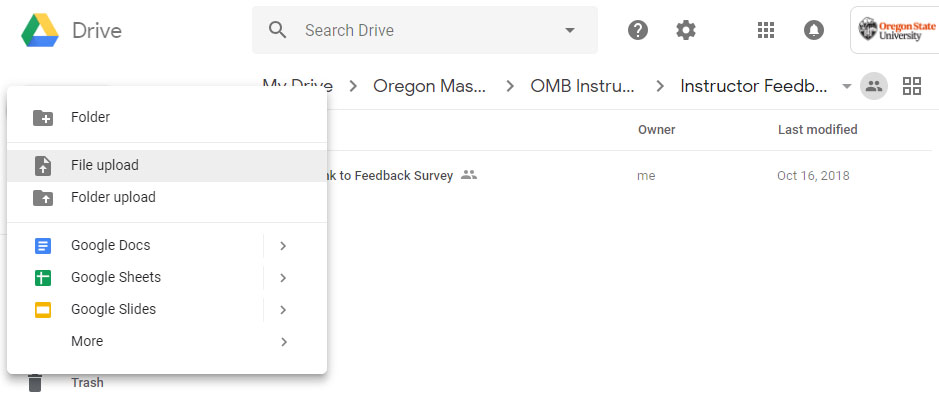 Drive
Search Drive
Oregon State
University
My Drive > Oregon Mas... > OMB Instru... > Instructor Feedb...
Folder
Owner
Last modified
File upload
to Feedback Survey
me
Oct 16, 2018
Folder upload
Google Docs
Google Sheets
Google Slides
More
Trash